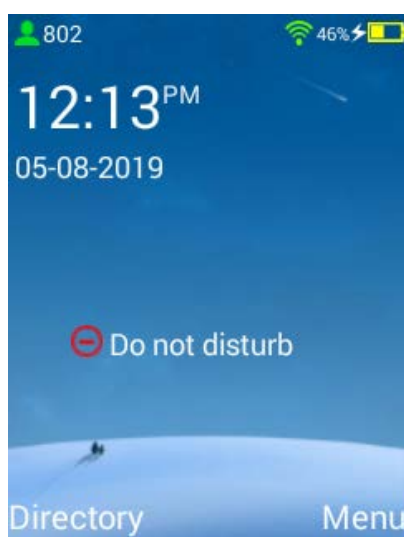 802 46%
12:13PM
05-08-2019
Do not disturb
Directory Menu